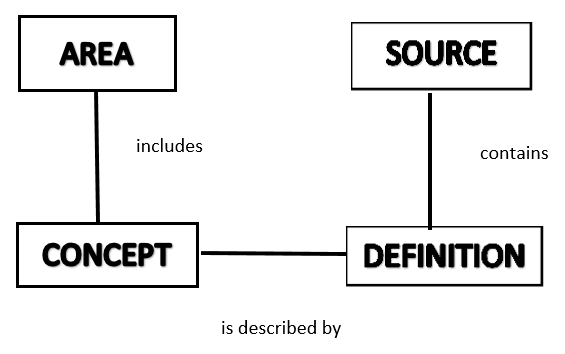 AREA
SOURCE
includes
contains
CONCEPT
DEFINITION
is described by